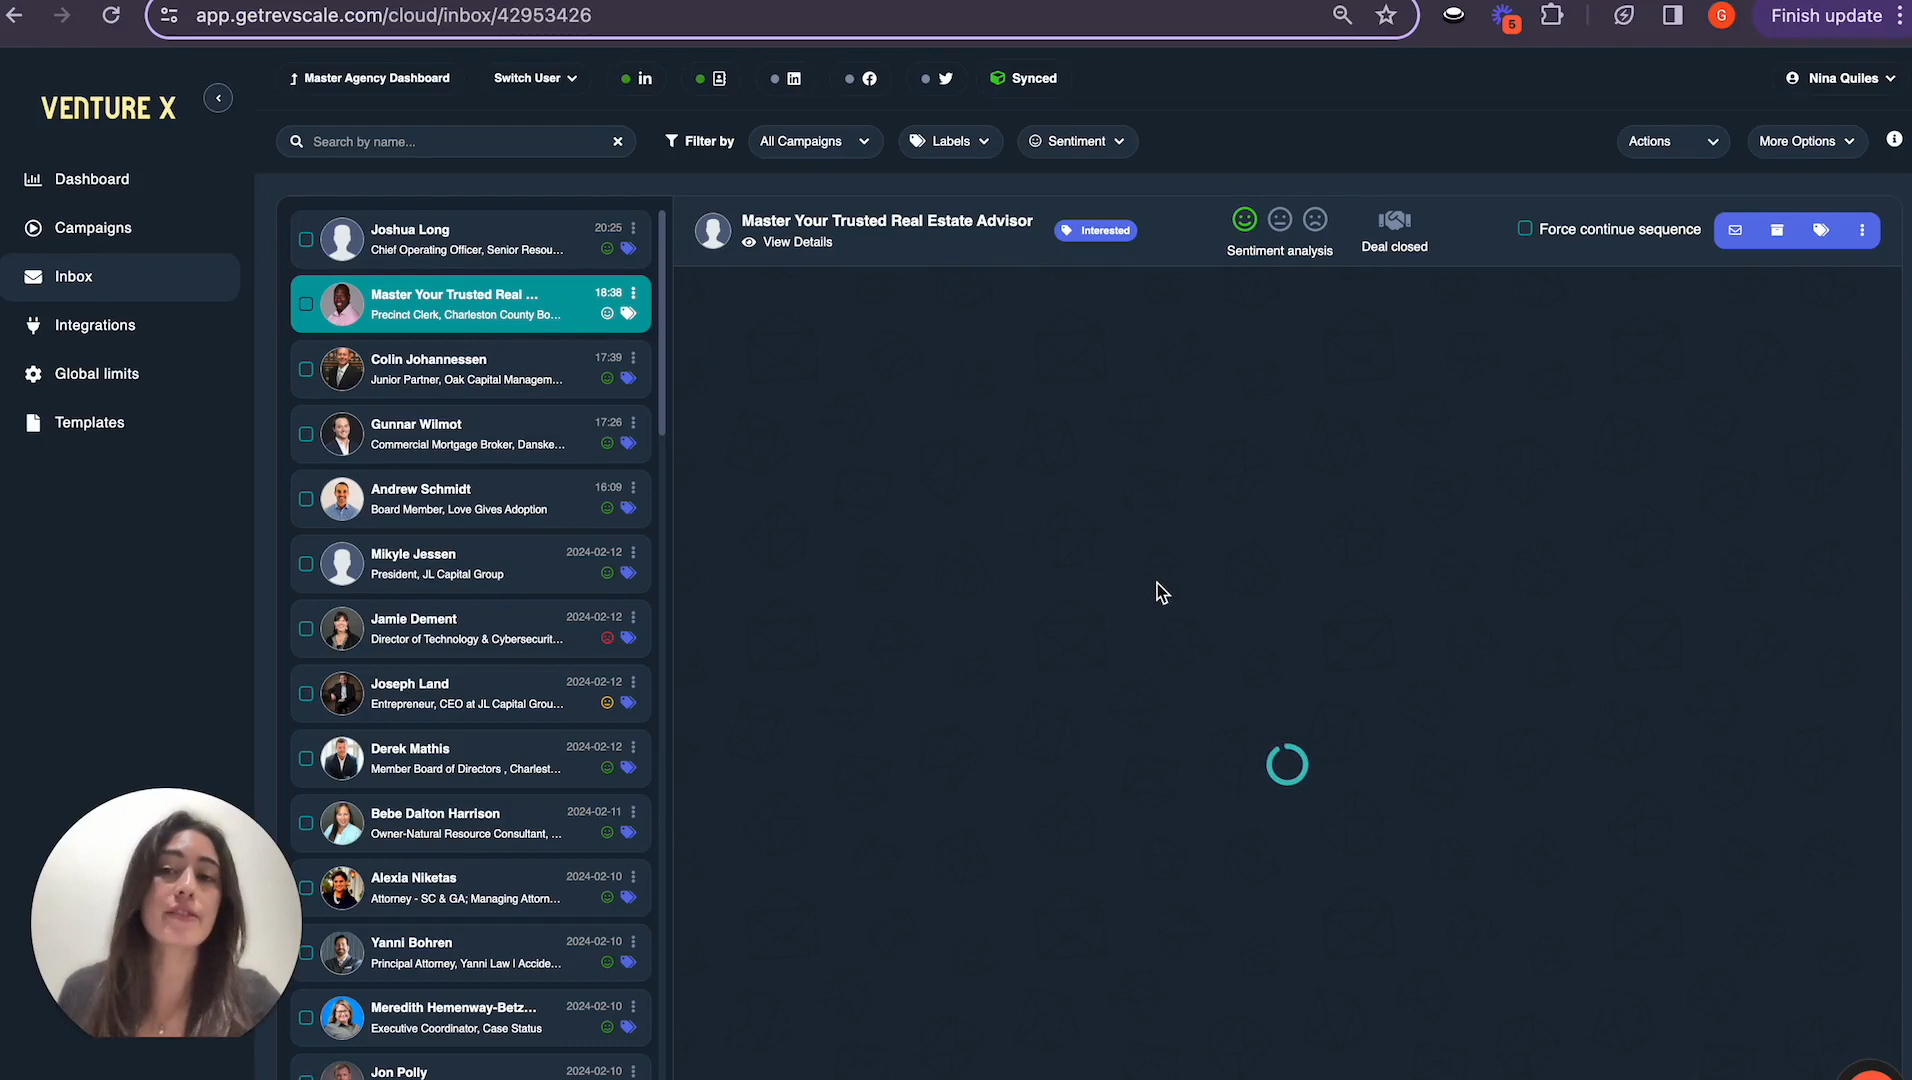 app.getrevscale.com/cloud/inbox/42953426
5
G
Finish update
VENTURE X
Master Agency Dashboard
Switch User
Synced
Nina Quiles
Search by name...
Filter by
All Campaigns
Labels
Sentiment
Actions
More Options
Dashboard
Campaigns
Inbox
Integrations
Global limits
Templates
Joshua Long
20:25
Chief Operating Officer, Senior Resou...
Master Your Trusted Real ...
18:38
Precinct Clerk, Charleston County Bo...
Colin Johannessen
17:39
Junior Partner, Oak Capital Managem...
Gunnar Wilmot
17:26
Commercial Mortgage Broker, Danske...
Andrew Schmidt
16:09
Board Member, Love Gives Adoption
Mikyle Jessen
2024-02-12
President, JL Capital Group
Jamie Dement
2024-02-12
Director of Technology & Cybersecurit...
Joseph Land
2024-02-12
Entrepreneur, CEO at JL Capital Grou...
Derek Mathis
2024-02-12
Member Board of Directors , Charlest...
Bebe Dalton Harrison
2024-02-11
Owner-Natural Resource Consultant, ...
Alexia Niketas
2024-02-10
Attorney - SC & GA; Managing Attorn...
Yanni Bohren
2024-02-10
Principal Attorney, Yanni Law | Accide...
Meredith Hemenway-Betz...
2024-02-10
Executive Coordinator, Case Status
Jon Polly
2024-02-10
Master Your Trusted Real Estate Advisor
View Details
Interested
Sentiment analysis
Deal closed
Force continue sequence